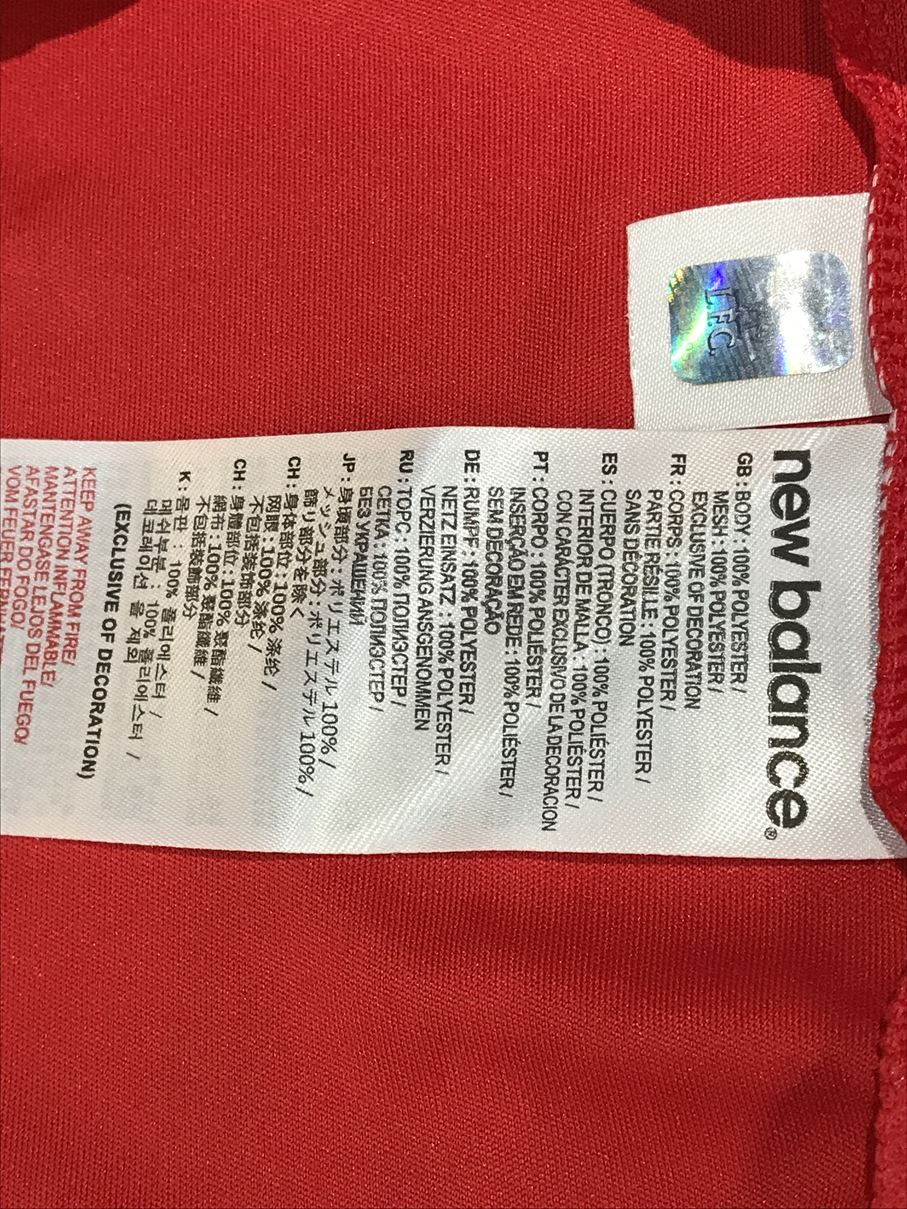 LFC
new balance®
GB : BODY : 100% POLYESTER /
MESH : 100% POLYESTER /
EXCLUSIVE OF DECORATION
FR : CORPS : 100% POLYESTER /
PARTIE RÉSILLE : 100% POLYESTER /
SANS DÉCORATION
ES : CUERPO (TRONCO) : 100% POLIÉSTER /
INTERIOR DE MALLA : 100% POLIÉSTER /
CON CARÁCTER EXCLUSIVO DE LA DECORACION
PT : CORPO : 100% POLIÉSTER /
INSERÇÃO EM REDE : 100% POLIÉSTER /
SEM DECORAÇÃO
DE : RUMPF : 100% POLYESTER /
NETZ EINSATZ : 100% POLYESTER /
VERZIERUNG ANSGENOMMEN
RU : ТОРС : 100% ПОЛИЭСТЕР /
СЕТКА . 100% ПОЛИЭСТЕР /
БЕЗ УКРАШЕНИЙ
JP : 身頃部分 : ポリエステル 100% /
メッシュ部分 : ポリエステル 100% /
飾り部分を除く
CH : 身体部位 : 100% 涤纶 /
网眼 : 100% 涤纶 /
不包括装饰部分
CH : 身體部位 : 100% 聚酯纖維 /
網布 : 100% 聚酯纖維 /
不包括裝飾部分
K : 몸판 : 100% 폴리에스터 /
메쉬부분 : 100% 폴리에스터 /
데코레이션 을 제외
(EXCLUSIVE OF DECORATION)
KEEP AWAY FROM FIRE/
ATTENTION INFLAMMABLE/
MANTENGASE LEJOS DEL FUEGO/
AFASTAR DO FOGO/
VOM FEUER